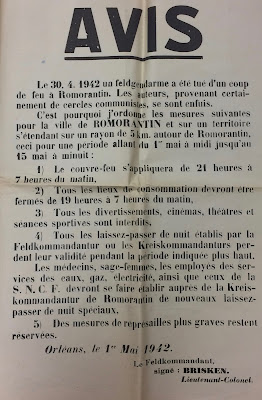 AVIS
Le 30. 4. 1942 un feldgendarme a été tué d'un coup
de feu à Romorantin. Les auteurs, provenant certai-
nement de cercles communistes, se sont enfuis.
C'est pourquoi j'ordonne les mesures suivantes
pour la ville de ROMORANTIN et sur un territoire
s'étendant sur un rayon de 5 km. autour de Romorantin,
ceci pour une période allant du 1er mai à midi jusqu'au
15 mai à minuit :
1) Le couvre-feu s'appliquera de 21 heures à
7 heures du matin.
2) Tous les lieux de consommation devront être
fermés de 19 heures à 7 heures du matin,
3) Tous les divertissements, cinémas, théâtres et
séances sportives sont interdits,
4) Tous les laissez-passer de nuit établis par la
Feldkommandantur ou les Kreiskommandanturs per-
dent leur validité pendant la période indiquée plus haut.
Les médecins, sage-femmes, les employés des ser-
vices des eaux, gaz, électricité, ainsi que ceux de la
S. N. C. F. devront se faire établir auprès de la Kreis-
kommandantur de Romorantin de nouveaux laissez-
passer de nuit spéciaux.
5) Des mesures de représailles plus graves restent
réservées.
Orléans, le 1er Mai 1942.
Le Feldkommandant,
signé : BRISKEN.
Lieutenant-Colonel.